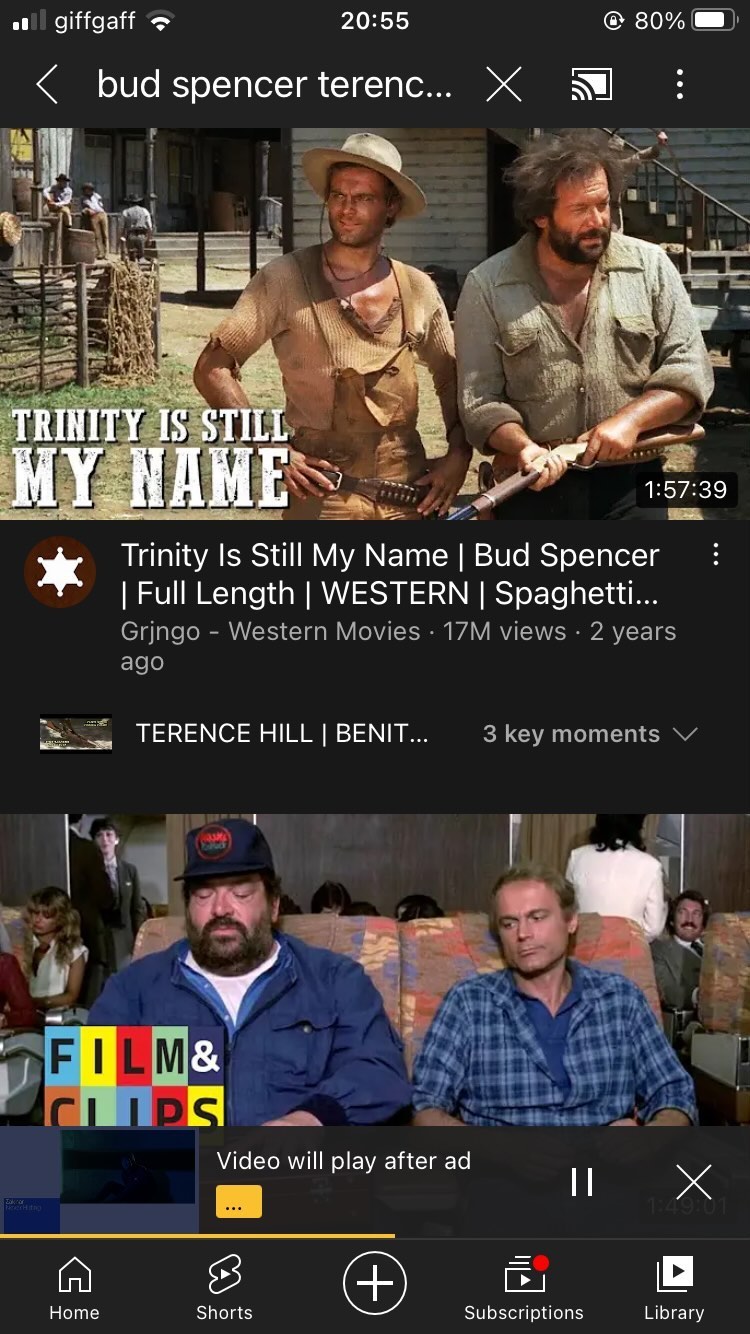 giffgaff
20:55
80%
bud spencer terenc...
TRINITY IS STILL
MY NAME
1:57:39
Trinity Is Still My Name | Bud Spencer
| Full Length | WESTERN | Spaghetti...
Grjngo - Western Movies · 17M views · 2 years
ago
TERENCE HILL | BENIT...
3 key moments
FILM&
CLIPS
Video will play after ad
...
1:49:01
Home
Shorts
Subscriptions
Library